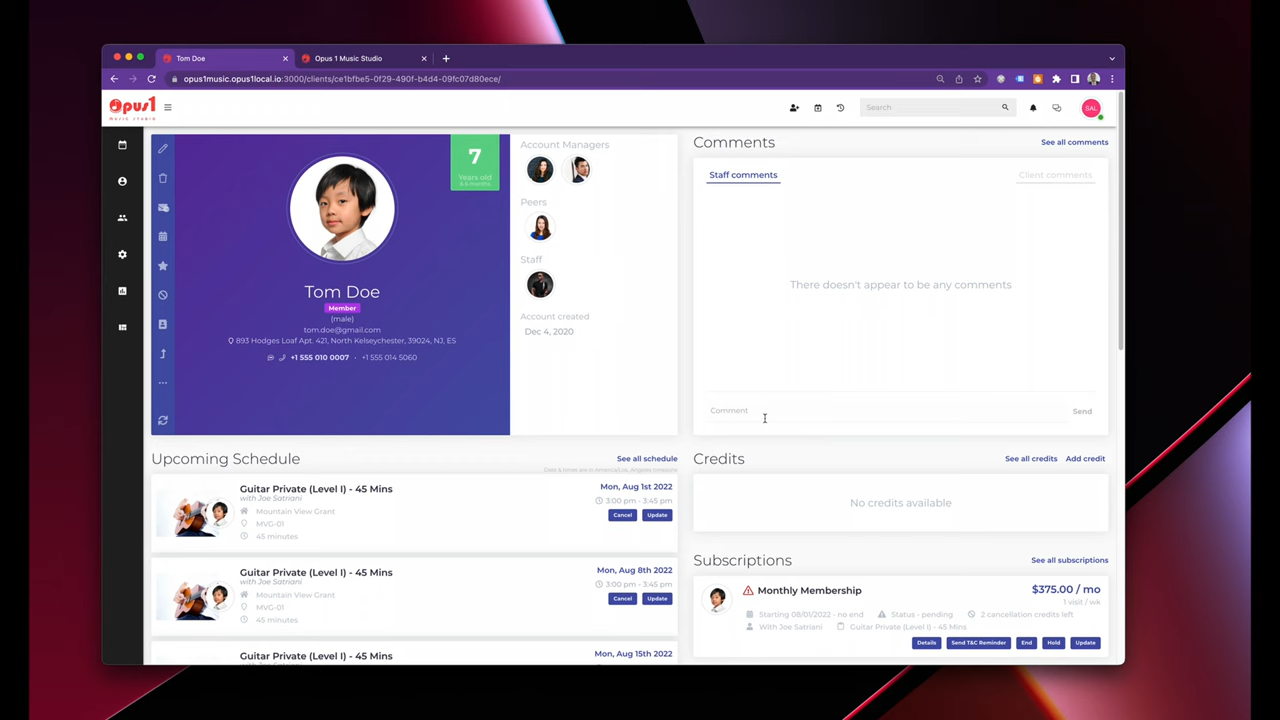 Tom Doe
Opus 1 Music Studio
opus1music.opus1local.io:3000/clients/ce1bfbe5-0f29-490f-b4d4-09fc07d80ece/
Opus1
MUSIC STUDIO
Search
SAL
7
Years old
Tom Doe
Member
(male)
tom.doe@gmail.com
893 Hodges Loaf Apt. 421, North Kelseychester, 39024, NJ, ES
+1 555 010 0007 · +1 555 014 5060
Account Managers
Peers
Staff
Account created
Dec 4, 2020
Comments
See all comments
Staff comments
Client comments
There doesn't appear to be any comments
Comment
Send
Upcoming Schedule
See all schedule
Dates & times are in America/Los_Angeles timezone
Guitar Private (Level I) - 45 Mins
with Joe Satriani
Mountain View Grant
MVG-01
45 minutes
Mon, Aug 1st 2022
3:00 pm - 3:45 pm
Cancel
Update
Guitar Private (Level I) - 45 Mins
with Joe Satriani
Mountain View Grant
MVG-01
45 minutes
Mon, Aug 8th 2022
3:00 pm - 3:45 pm
Cancel
Update
Guitar Private (Level I) - 45 Mins
Mon, Aug 15th 2022
Credits
See all credits
Add credit
No credits available
Subscriptions
See all subscriptions
Monthly Membership
$375.00 / mo
1 visit / wk
Starting 08/01/2022 - no end
Status - pending
2 cancellation credits left
With Joe Satriani
Guitar Private (Level I) - 45 Mins
Details
Send T&C Reminder
End
Hold
Update